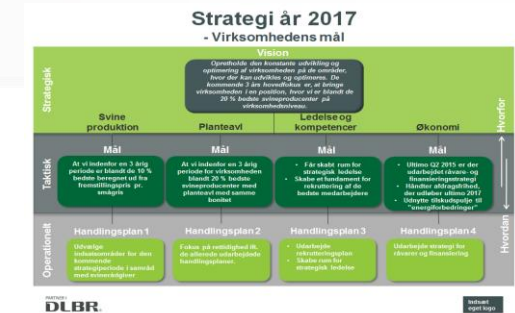 Strategi år 2017
- Virksomhedens mål
Vision
Opretholde den konstante udvikling og
optimering af virksomheden på de områder,
hvor der kan udvikles og optimeres. De
kommende 3 års hovedfokus er, at bringe
virksomheden i en position, hvor vi er blandt de
20 % bedste svineproducenter på
virksomhedsniveau.
Strategisk
Svine
produktion
Planteavl
Ledelse og
kompetencer
Økonomi
Hvorfor
Taktisk
Mål
At vi indenfor en 3 årig
periode er blandt de 10 %
bedste beregnet ud fra
fremstillingspris pr.
smågris
Mål
At vi indenfor en 3 årig
periode for virksomheden
blandt 20 % bedste
svineproducenter med
planteavl med samme
bonitet
Mål
Får skabt rum for
strategisk ledelse
Skabe et fundament for
rekruttering af de
bedste medarbejdere
Mål
Ultimo Q2 2015 er der
udarbejdet råvare- og
finansieringsstrategi
Håndter afdragsfrihed,
der udløber ultimo 2017
Udnytte tilskudspulje til
"energiforbedringer"
Hvordan
Operationelt
Handlingsplan 1
Udvælge
indsatsområder for den
kommende
strategiperiode i samråd
med svinerådgiver
Handlingsplan 2
Fokus på rettidighed ift.
de allerede udarbejdede
handlingsplaner.
Handlingsplan 3
Udarbejde
rekrutteringsplan
Skabe rum for
strategisk ledelse
Handlingsplan 4
Udarbejde strategi for
råvarer og finansiering
PARTNER I
DLBR
Indsæt
eget logo